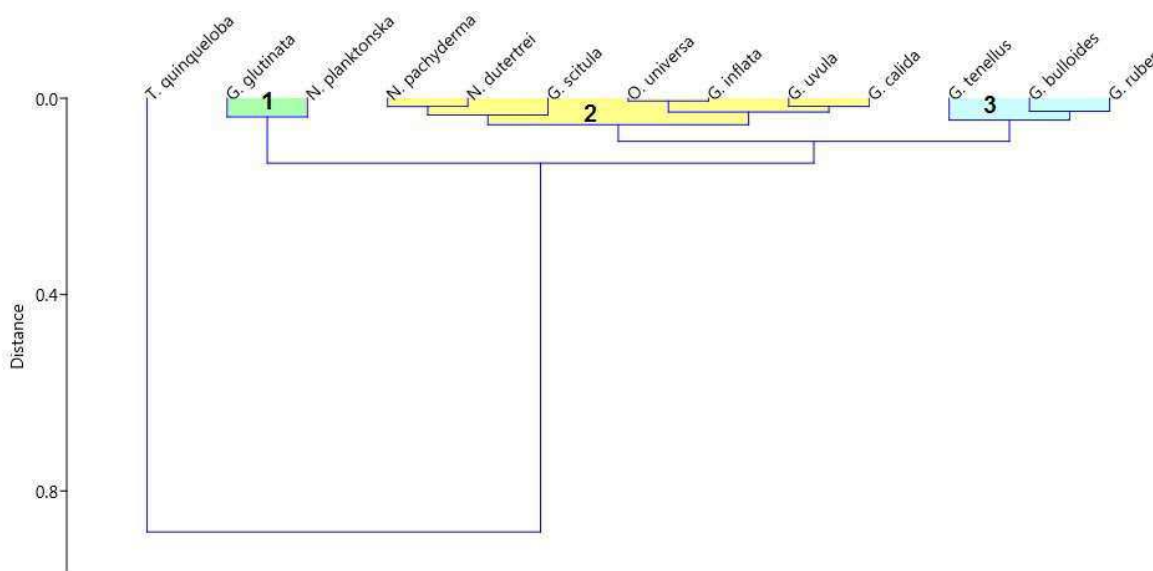 T. quinqueloba
G. glutinata
N. planktonska
N. pachyderma
N. dutertrei
G. scitula
O. universa
G. inflata
G. uvula
G. calida
G. tenellus
G. bulloides
G. ruber
1
2
3
0.0
0.4
0.8
Distance